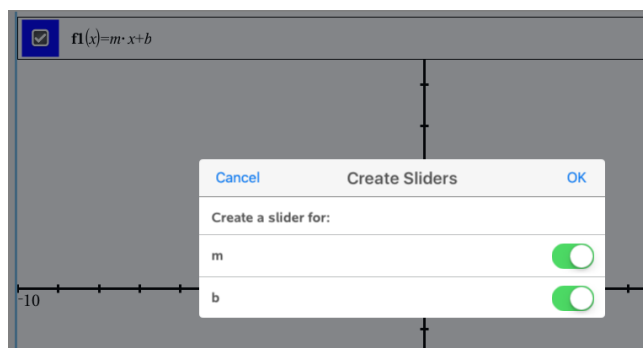 f1(x)=m·x+b
Cancel Create Sliders OK
Create a slider for:
m
b
-10